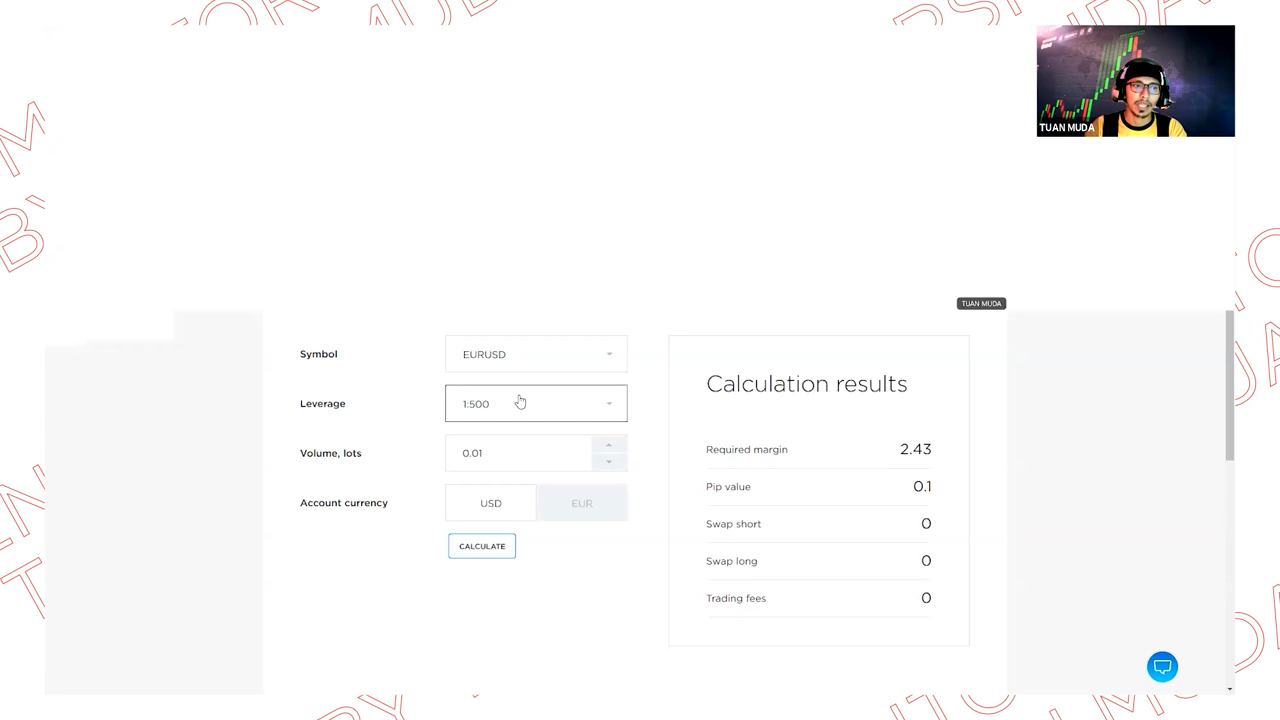 TUAN MUDA
TUAN MUDA
Symbol
EURUSD
Leverage
1:500
Volume, lots
0.01
Account currency
USD
EUR
CALCULATE
Calculation results
Required margin
2.43
Pip value
0.1
Swap short
0
Swap long
0
Trading fees
0